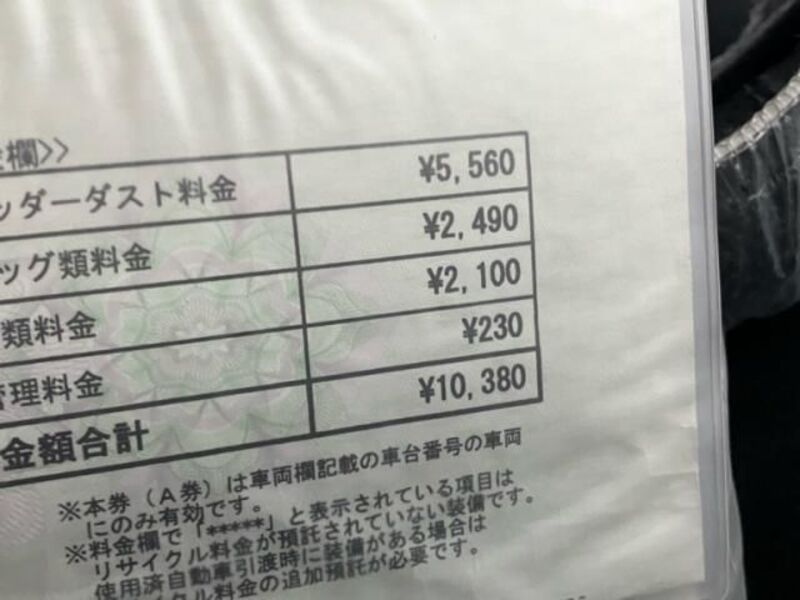 欄>>
ッダーダスト料金 ¥5,560
ッグ類料金 ¥2,490
類料金 ¥2,100
管理料金 ¥230
金額合計 ¥10,380
※本券（A券）は車両欄記載の車台番号の車両
にのみ有効です。
※料金欄で「*****」と表示されている項目は
リサイクル料金が預託されていない装備です。
使用済自動車引渡時に装備がある場合は
イクル料金の追加預託が必要です。